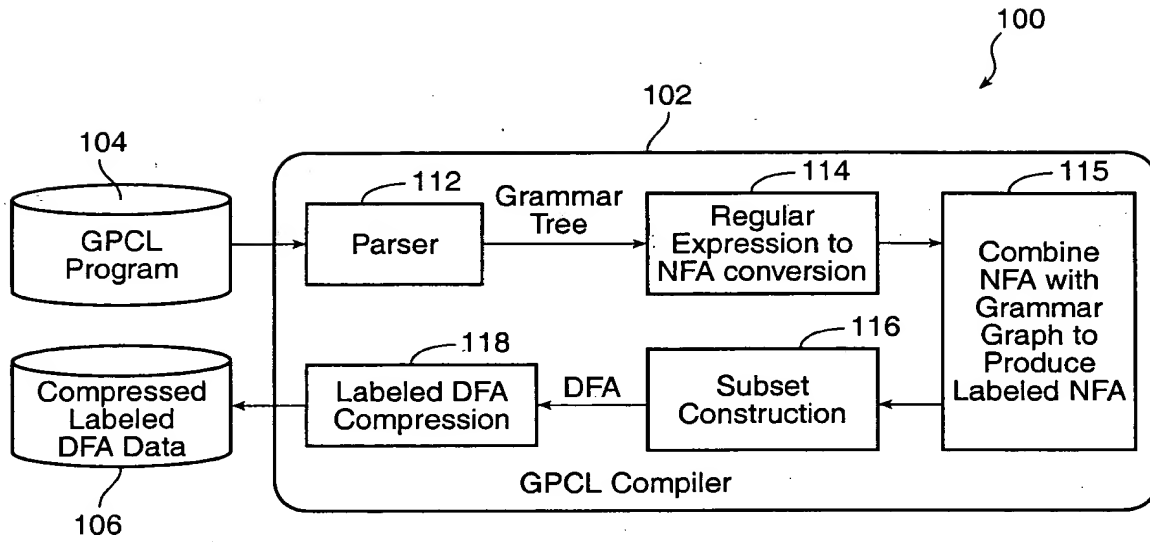 100
102
104
GPCL
Program
112
Parser
Grammar
Tree
114
Regular
Expression to
NFA conversion
115
Combine
NFA with
Grammar
Graph to
Produce
Labeled NFA
116
Subset
Construction
DFA
118
Labeled DFA
Compression
Compressed
Labeled
DFA Data
106
GPCL Compiler